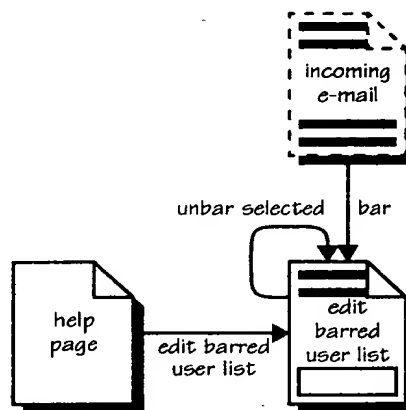 incoming
e-mail
unbar selected
bar
help
page
edit barred
user list
edit
barred
user list